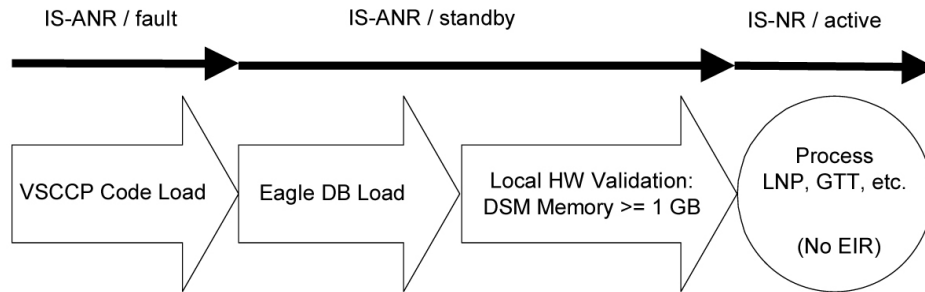 IS-ANR / fault
IS-ANR / standby
IS-NR / active
VSCCP Code Load
Eagle DB Load
Local HW Validation:
DSM Memory >= 1 GB
Process
LNP, GTT, etc.
(No EIR)